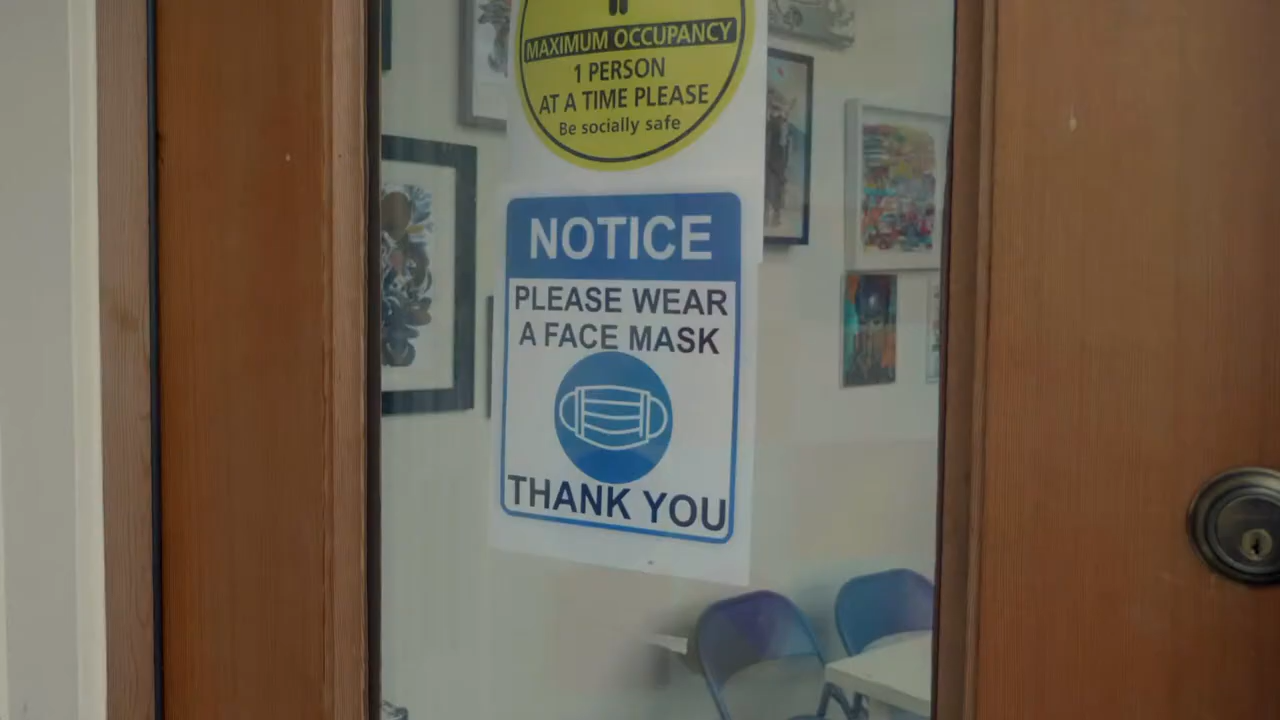 MAXIMUM OCCUPANCY
1 PERSON
AT A TIME PLEASE
Be socially safe
NOTICE
PLEASE WEAR
A FACE MASK
THANK YOU